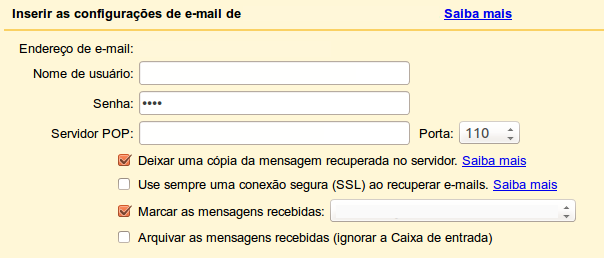 Inserir as configurações de e-mail de Saiba mais
Endereço de e-mail:
Nome de usuário:
Senha: ••••
Servidor POP: Porta: 110
Deixar uma cópia da mensagem recuperada no servidor. Saiba mais
Use sempre uma conexão segura (SSL) ao recuperar e-mails. Saiba mais
Marcar as mensagens recebidas:
Arquivar as mensagens recebidas (ignorar a Caixa de entrada)